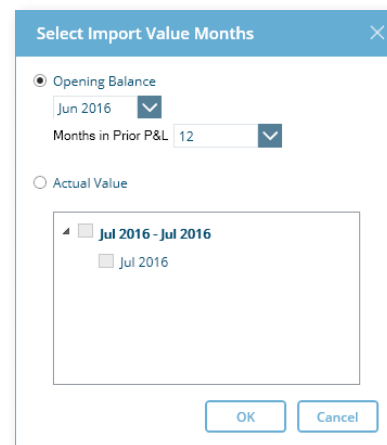 Select Import Value Months
Opening Balance
Jun 2016
Months in Prior P&L 12
Actual Value
Jul 2016 - Jul 2016
Jul 2016
OK Cancel